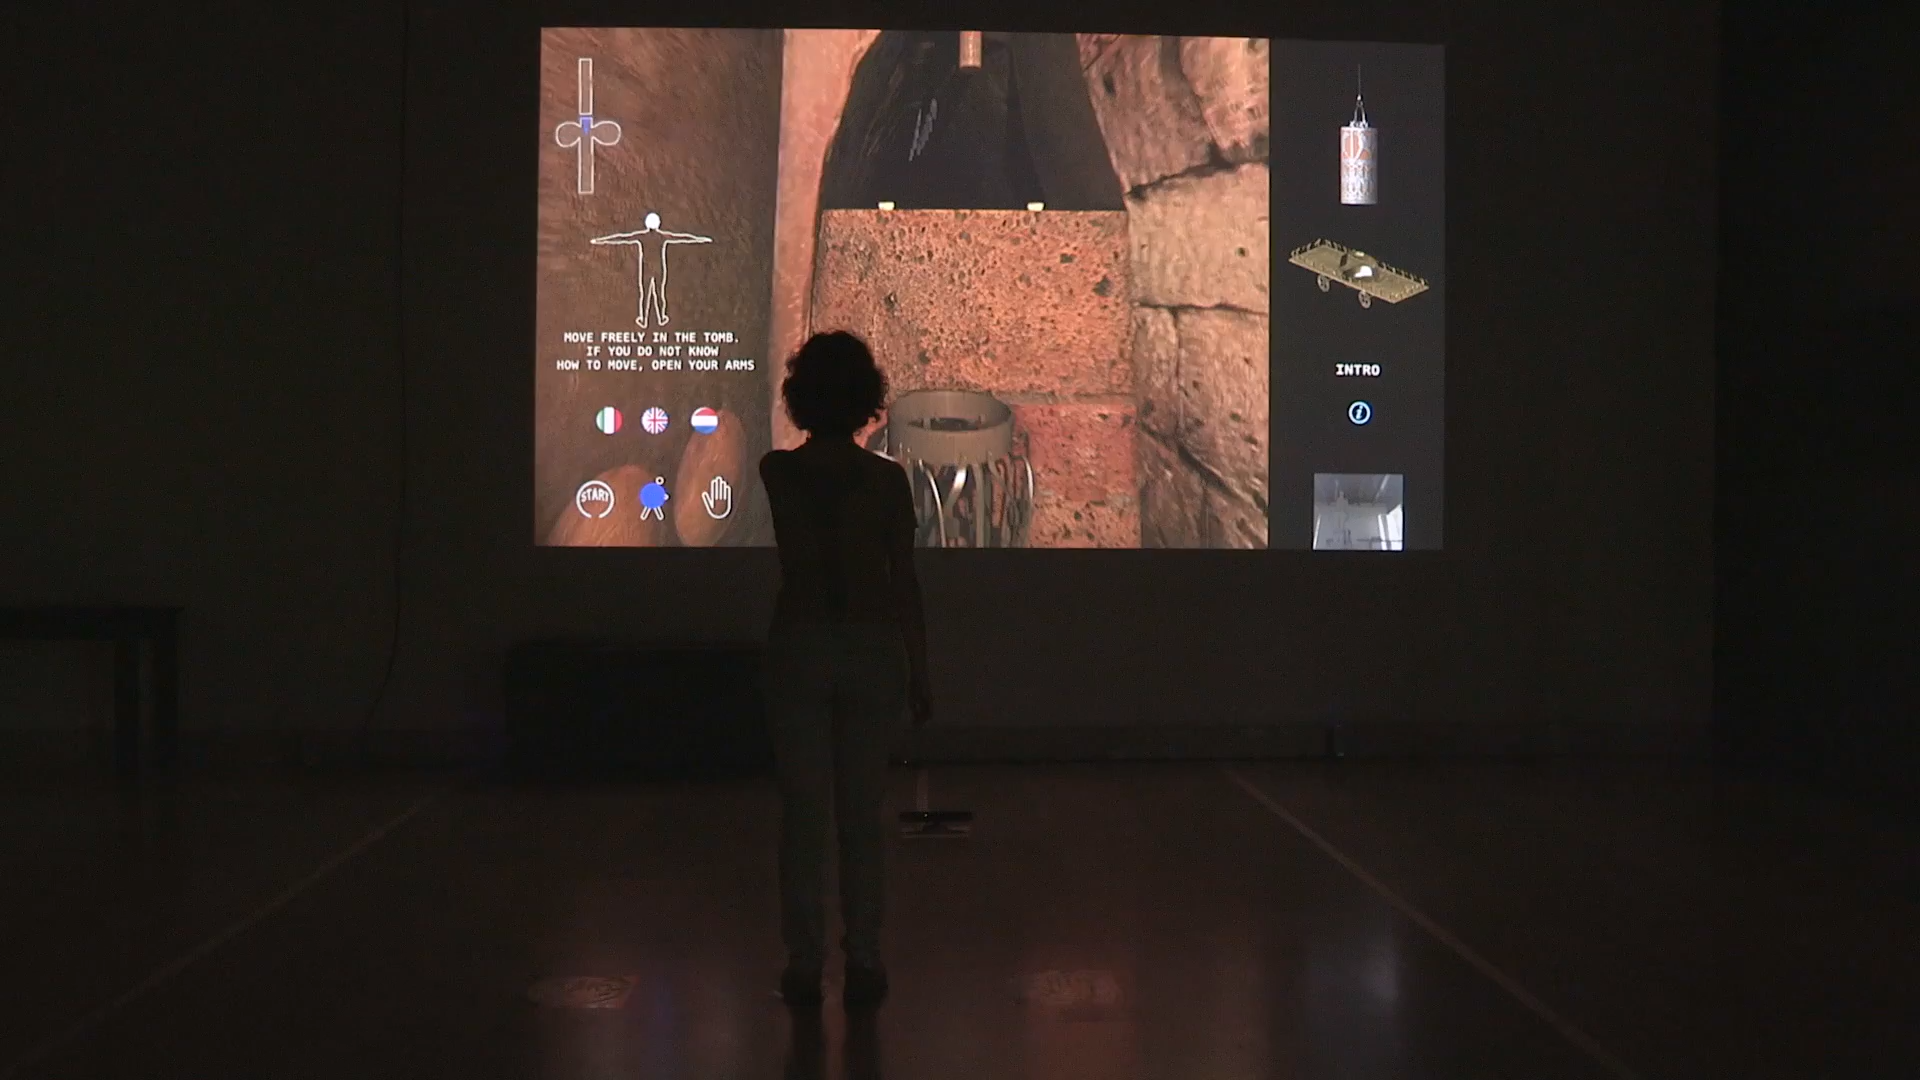 MOVE FREELY IN THE TOMB.
IF YOU DO NOT KNOW
HOW TO MOVE, OPEN YOUR ARMS
START
INTRO
i